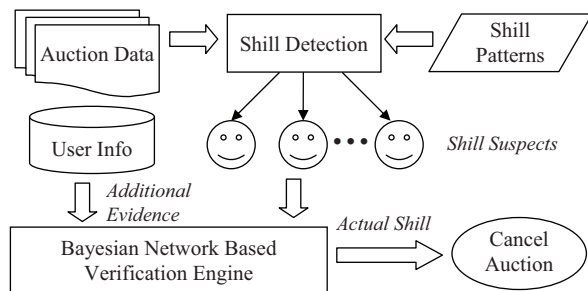 Auction Data
Shill Detection
Shill
Patterns
User Info
Shill Suspects
Additional
Evidence
Actual Shill
Bayesian Network Based
Verification Engine
Cancel
Auction